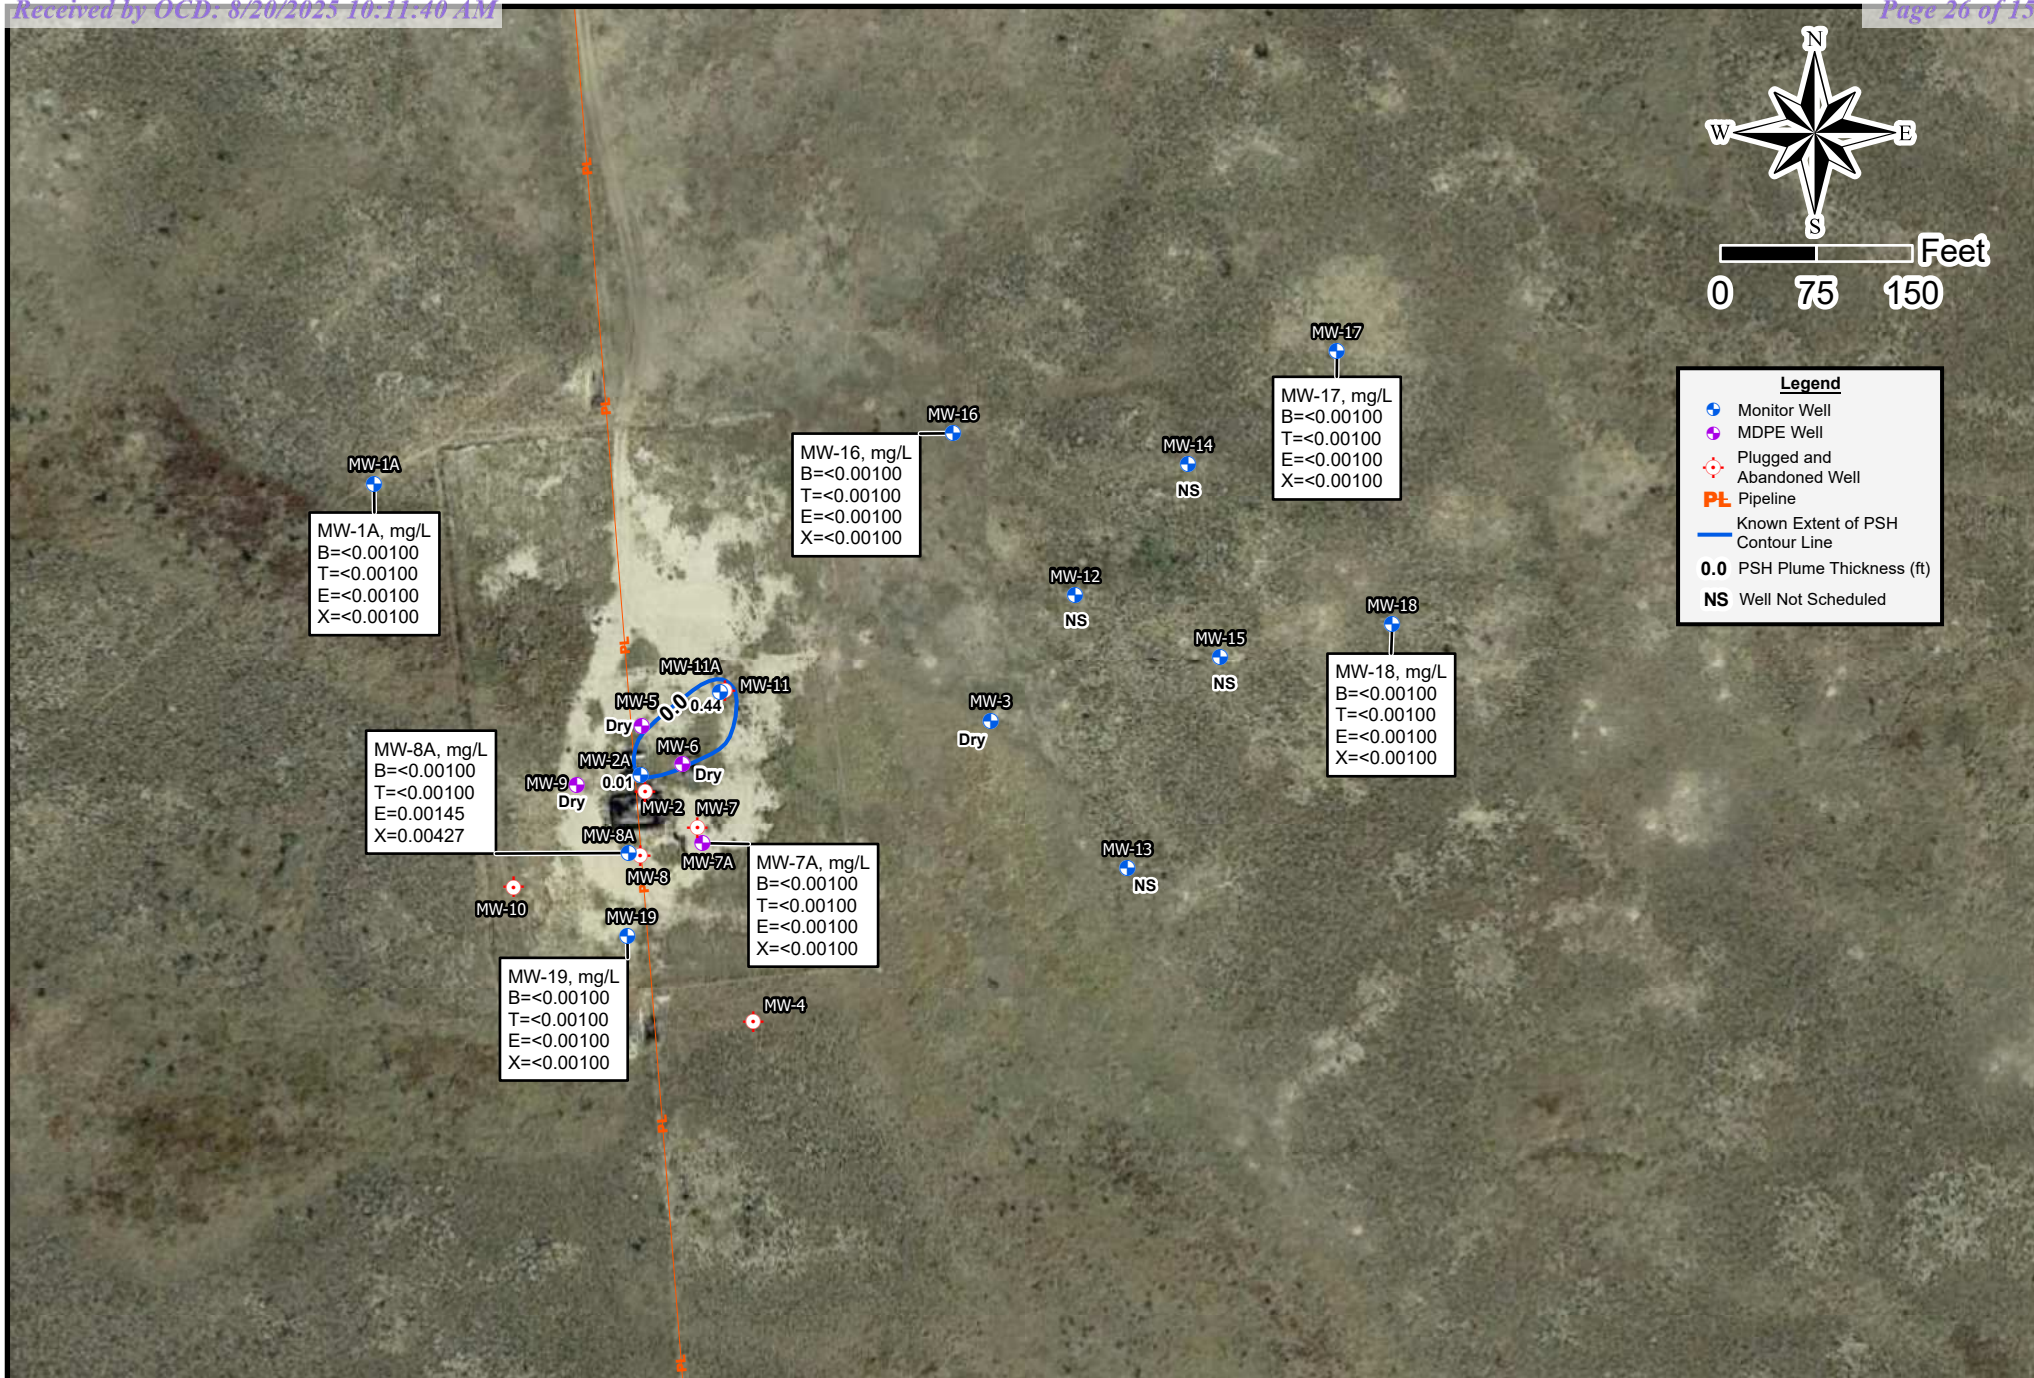 Received by OCD: 8/20/2025 10:11:40 AM
Page 26 of 15
N
W
E
S
Feet
0 75 150
Legend
Monitor Well
MDPE Well
Plugged and
Abandoned Well
PL Pipeline
Known Extent of PSH
Contour Line
0.0 PSH Plume Thickness (ft)
NS Well Not Scheduled
PL
PL
PL
PL
PL
PL
MW-17
MW-17, mg/L
B=<0.00100
T=<0.00100
E=<0.00100
X=<0.00100
MW-16
MW-16, mg/L
B=<0.00100
T=<0.00100
E=<0.00100
X=<0.00100
MW-14
NS
MW-1A
MW-1A, mg/L
B=<0.00100
T=<0.00100
E=<0.00100
X=<0.00100
MW-12
NS
MW-18
MW-18, mg/L
B=<0.00100
T=<0.00100
E=<0.00100
X=<0.00100
MW-15
NS
MW-11A
MW-11
0.44
0.0
MW-5
Dry
MW-3
Dry
MW-6
Dry
MW-2A
0.01
MW-9
Dry
MW-2
MW-7
MW-8A, mg/L
B=<0.00100
T=<0.00100
E=0.00145
X=0.00427
MW-8A
MW-8
MW-7A
MW-7A, mg/L
B=<0.00100
T=<0.00100
E=<0.00100
X=<0.00100
MW-13
NS
MW-10
MW-19
MW-19, mg/L
B=<0.00100
T=<0.00100
E=<0.00100
X=<0.00100
MW-4